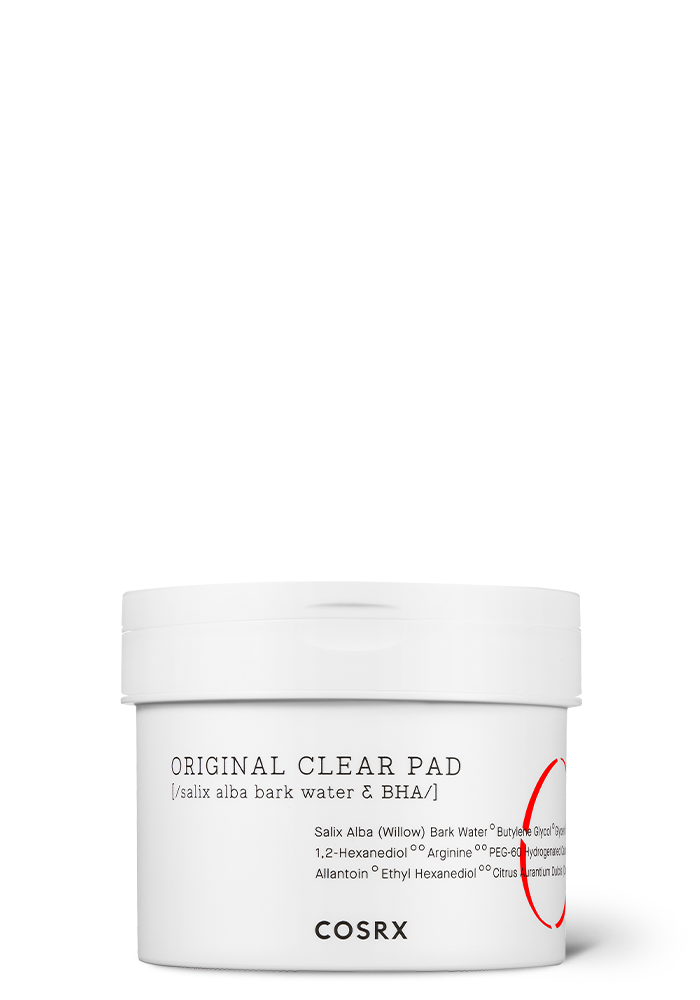 ORIGINAL CLEAR PAD
[/salix alba bark water & BHA/]
Salix Alba (Willow) Bark Water ° Butylene Glycol °
1,2-Hexanediol °° Arginine °° PEG-60 Hydrogenated
Allantoin ° Ethyl Hexanediol °° Citrus Aurantium Dulcis
COSRX